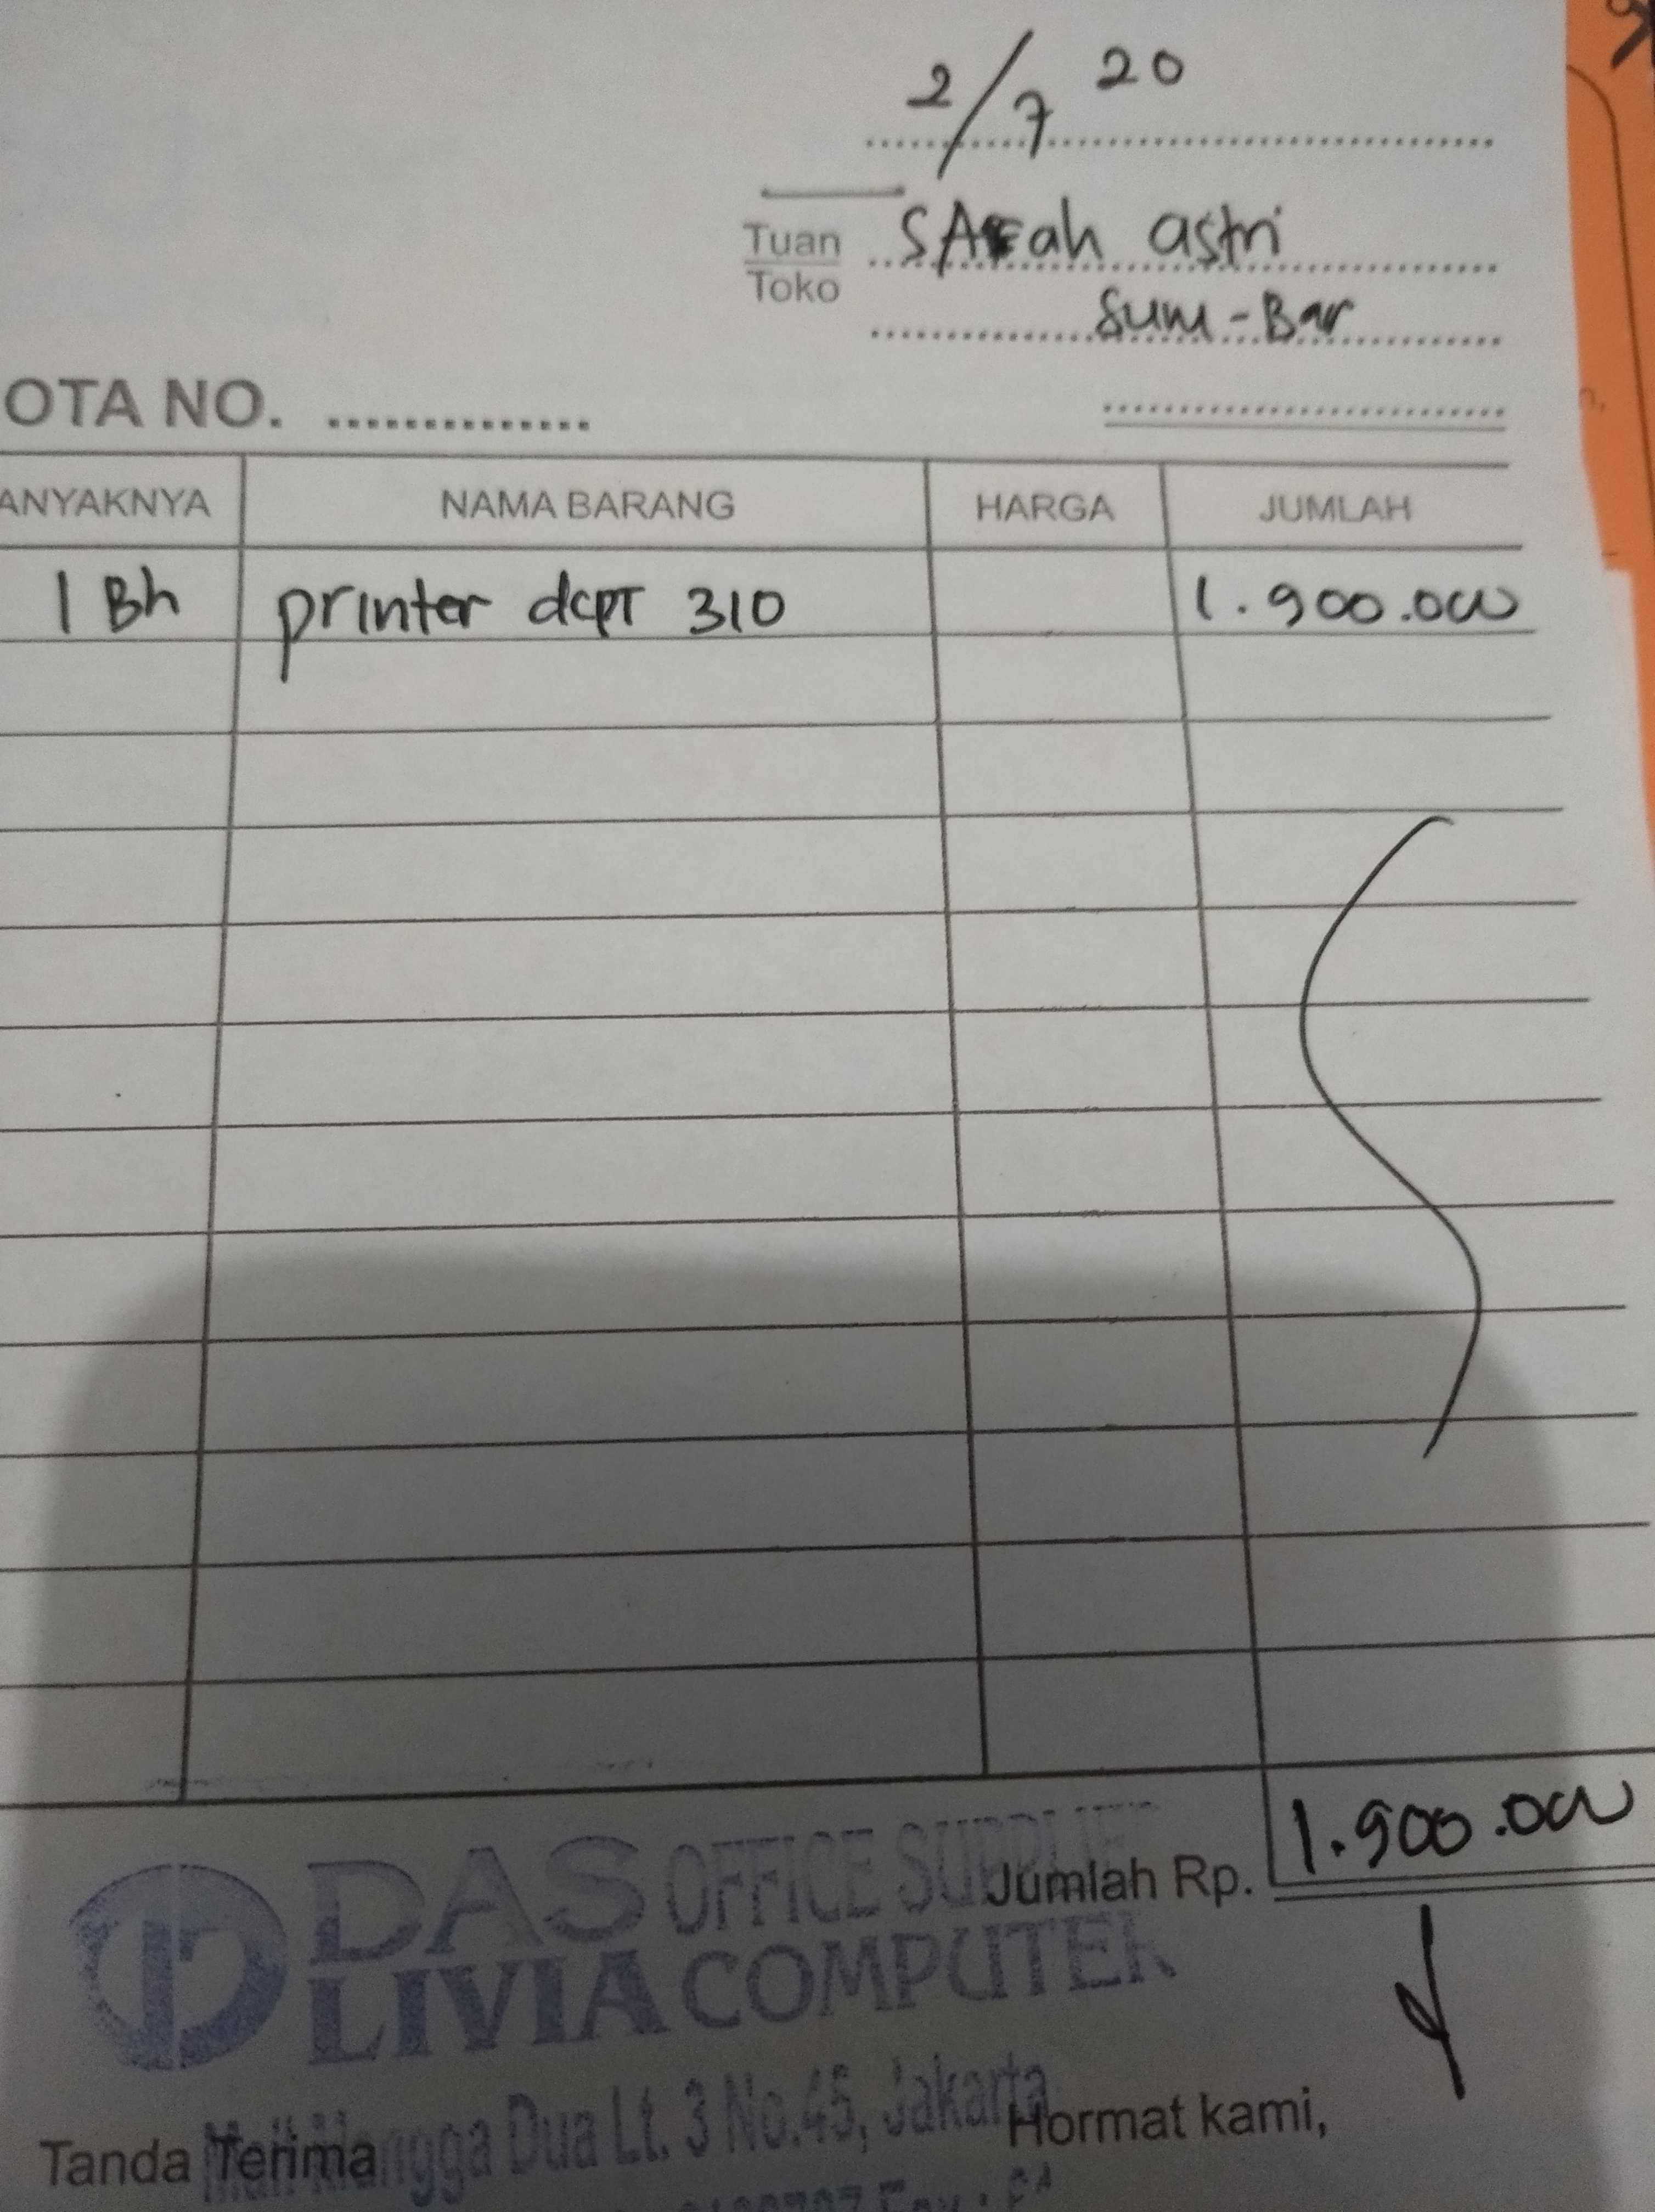 2/7 20
Tuan SARah astri
Toko
Sum-Bar
OTA NO. ..............
ANYAKNYA NAMA BARANG HARGA JUMLAH
1 Bh printer dcpT 310 1.900.000
Jumlah Rp. 1.900.000
DAS OFFICE SUPPLIES
LIVIA COMPUTER
Mall Mangga Dua Lt. 3 No.45, Jakarta
Tanda Terima Hormat kami,